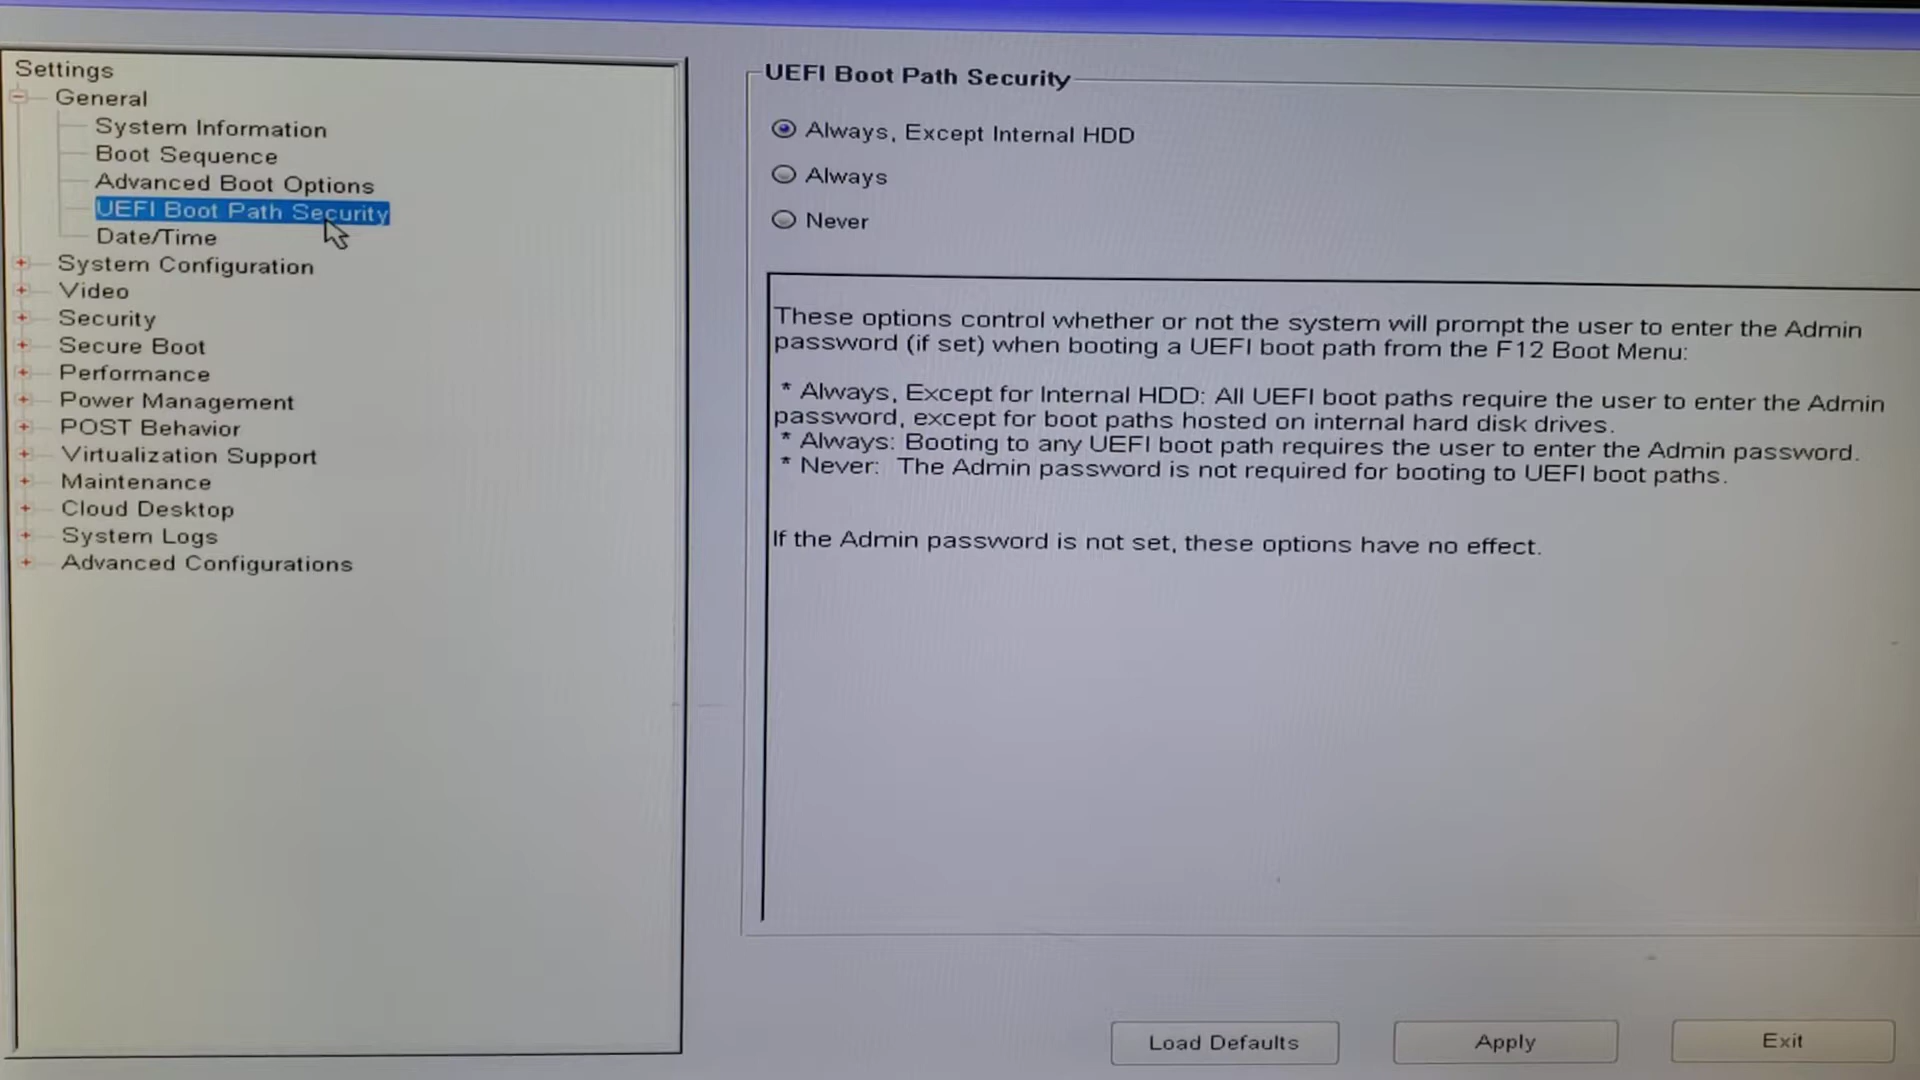 Settings
General
System Information
Boot Sequence
Advanced Boot Options
UEFI Boot Path Security
Date/Time
System Configuration
Video
Security
Secure Boot
Performance
Power Management
POST Behavior
Virtualization Support
Maintenance
Cloud Desktop
System Logs
Advanced Configurations
UEFI Boot Path Security
Always, Except Internal HDD
Always
Never
These options control whether or not the system will prompt the user to enter the Admin
password (if set) when booting a UEFI boot path from the F12 Boot Menu:
* Always, Except for Internal HDD: All UEFI boot paths require the user to enter the Admin
password, except for boot paths hosted on internal hard disk drives.
* Always: Booting to any UEFI boot path requires the user to enter the Admin password.
* Never: The Admin password is not required for booting to UEFI boot paths.
If the Admin password is not set, these options have no effect.
Load Defaults
Apply
Exit